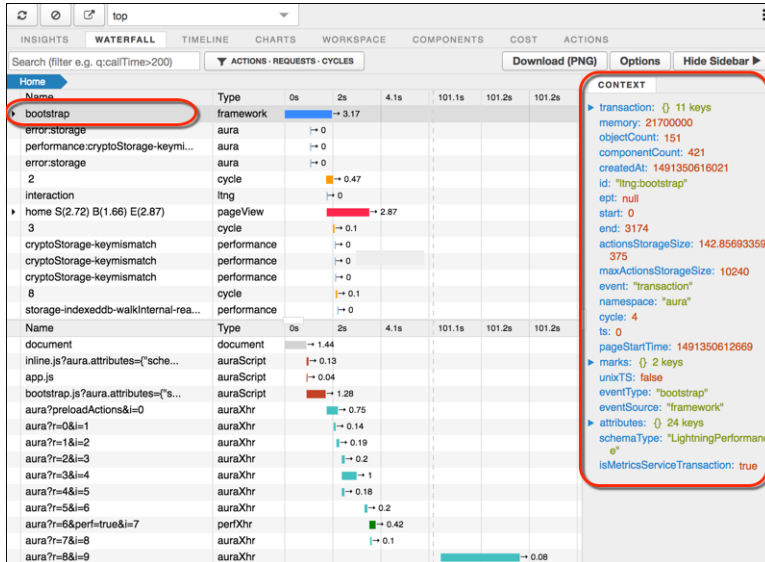 top
INSIGHTS WATERFALL TIMELINE CHARTS WORKSPACE COMPONENTS COST ACTIONS
Search (filter e.g. q:callTime>200) ACTIONS · REQUESTS · CYCLES Download (PNG) Options Hide Sidebar
Home
Name Type 0s 2s 4.1s 101.1s 101.2s 101.2s
bootstrap framework 3.17
error:storage aura 0
performance:cryptoStorage-keymi... aura 0
error:storage aura 0
2 cycle 0.47
interaction ltng 0
home S(2.72) B(1.66) E(2.87) pageView 2.87
3 cycle 0.1
cryptoStorage-keymismatch performance 0
cryptoStorage-keymismatch performance 0
cryptoStorage-keymismatch performance 0
8 cycle 0.1
storage-indexeddb-walkInternal-rea... performance 0
Name Type 0s 2s 4.1s 101.1s 101.2s 101.2s
document document 1.44
inline.js?aura.attributes={"sche... auraScript 0.13
app.js auraScript 0.04
bootstrap.js?aura.attributes={"s... auraScript 1.28
aura?preloadActions&i=0 auraXhr 0.75
aura?r=0&i=1 auraXhr 0.14
aura?r=1&i=2 auraXhr 0.19
aura?r=2&i=3 auraXhr 0.2
aura?r=3&i=4 auraXhr 1
aura?r=4&i=5 auraXhr 0.18
aura?r=5&i=6 auraXhr 0.2
aura?r=6&perf=true&i=7 perfXhr 0.42
aura?r=7&i=8 auraXhr 0.1
aura?r=8&i=9 auraXhr 0.08
CONTEXT
transaction: {} 11 keys
memory: 21700000
objectCount: 151
componentCount: 421
createdAt: 1491350616021
id: "ltng:bootstrap"
ept: null
start: 0
end: 3174
actionsStorageSize: 142.85693359
375
maxActionsStorageSize: 10240
event: "transaction"
namespace: "aura"
cycle: 4
ts: 0
pageStartTime: 1491350612669
marks: {} 2 keys
unixTS: false
eventType: "bootstrap"
eventSource: "framework"
attributes: {} 24 keys
schemaType: "LightningPerformanc
e"
isMetricsServiceTransaction: true